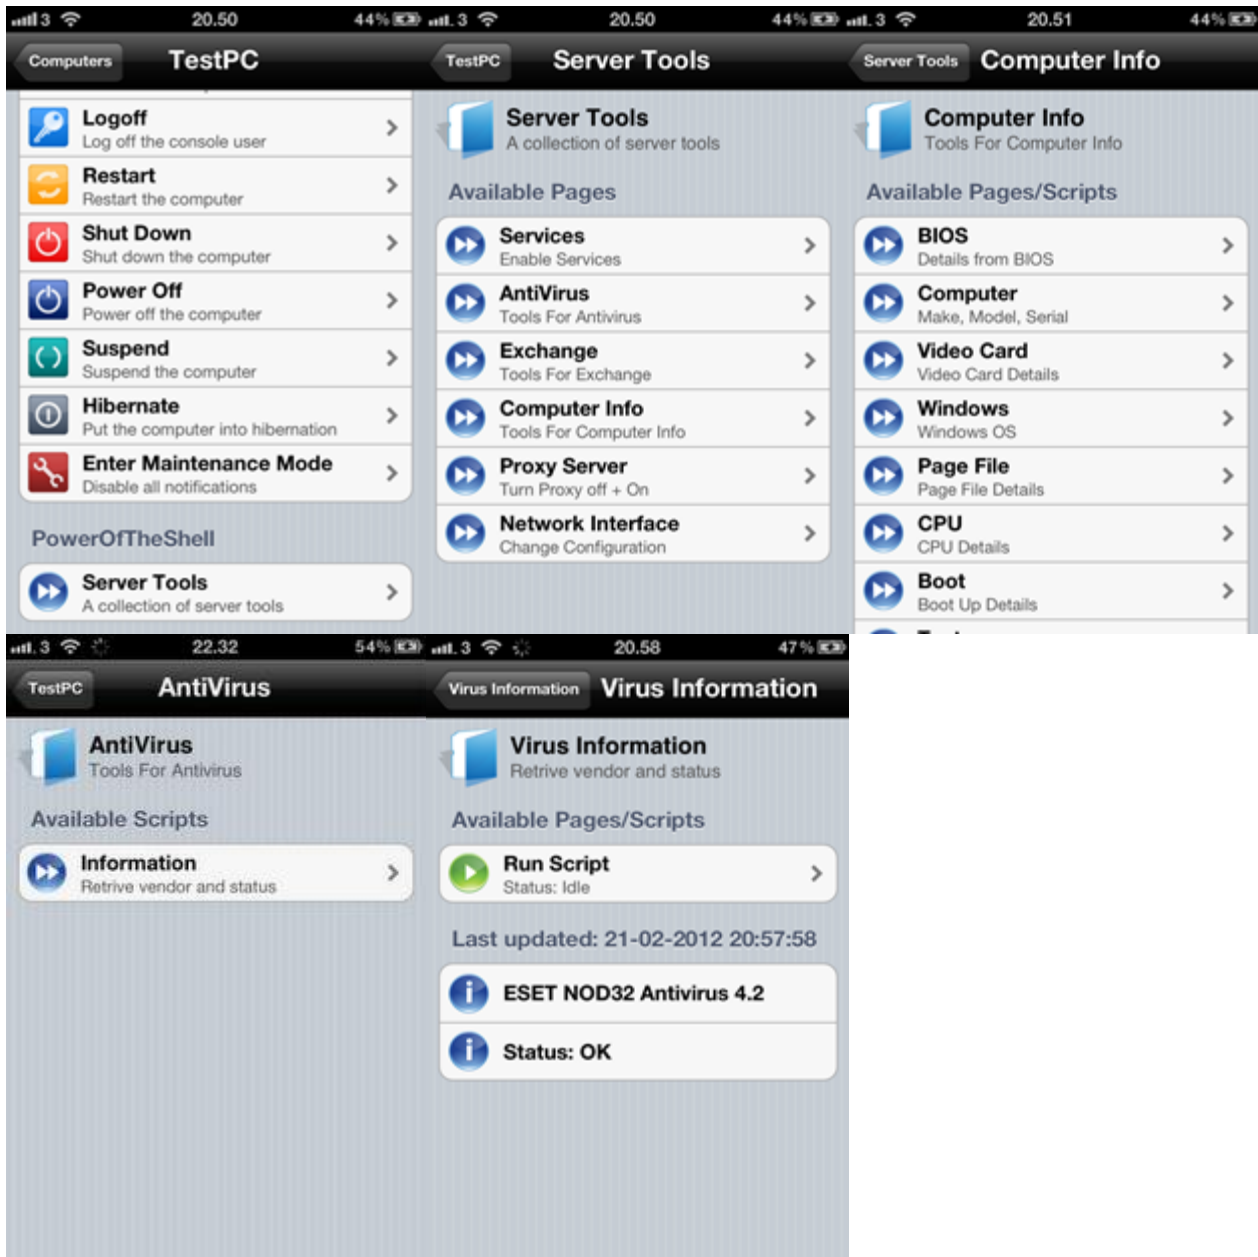 3 20.50 44%
Computers TestPC
Logoff
Log off the console user
Restart
Restart the computer
Shut Down
Shut down the computer
Power Off
Power off the computer
Suspend
Suspend the computer
Hibernate
Put the computer into hibernation
Enter Maintenance Mode
Disable all notifications
PowerOfTheShell
Server Tools
A collection of server tools
3 20.50 44%
TestPC Server Tools
Server Tools
A collection of server tools
Available Pages
Services
Enable Services
AntiVirus
Tools For Antivirus
Exchange
Tools For Exchange
Computer Info
Tools For Computer Info
Proxy Server
Turn Proxy off + On
Network Interface
Change Configuration
3 20.51 44%
Server Tools Computer Info
Computer Info
Tools For Computer Info
Available Pages/Scripts
BIOS
Details from BIOS
Computer
Make, Model, Serial
Video Card
Video Card Details
Windows
Windows OS
Page File
Page File Details
CPU
CPU Details
Boot
Boot Up Details
3 22.32 54%
TestPC AntiVirus
AntiVirus
Tools For Antivirus
Available Scripts
Information
Retrive vendor and status
3 20.58 47%
Virus Information Virus Information
Virus Information
Retrive vendor and status
Available Pages/Scripts
Run Script
Status: Idle
Last updated: 21-02-2012 20:57:58
ESET NOD32 Antivirus 4.2
Status: OK